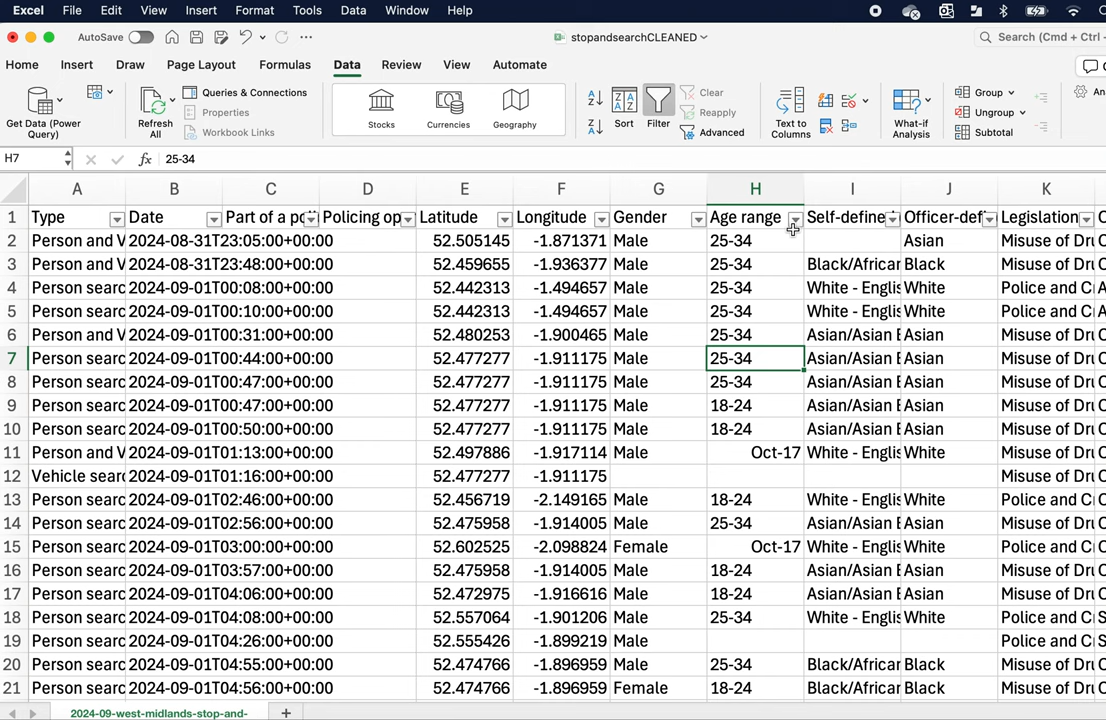 Excel File Edit View Insert Format Tools Data Window Help
AutoSave stopandsearchCLEANED Search (Cmd + Ctrl
Home Insert Draw Page Layout Formulas Data Review View Automate
Get Data (Power Query) Refresh All Queries & Connections Properties Workbook Links Stocks Currencies Geography Sort Filter Clear Reapply Advanced Text to Columns What-if Analysis Group Ungroup Subtotal An
H7 fx 25-34
A B C D E F G H I J K
1 Type Date Part of a po Policing op Latitude Longitude Gender Age range Self-define Officer-def Legislation
2 Person and V 2024-08-31T23:05:00+00:00 52.505145 -1.871371 Male 25-34 Asian Misuse of Dru
3 Person and V 2024-08-31T23:48:00+00:00 52.459655 -1.936377 Male 25-34 Black/African Black Misuse of Dru
4 Person searc 2024-09-01T00:08:00+00:00 52.442313 -1.494657 Male 25-34 White - Englis White Police and Cr
5 Person searc 2024-09-01T00:10:00+00:00 52.442313 -1.494657 Male 25-34 White - Englis White Police and Cr
6 Person and V 2024-09-01T00:31:00+00:00 52.480253 -1.900465 Male 25-34 Asian/Asian B Asian Misuse of Dru
7 Person searc 2024-09-01T00:44:00+00:00 52.477277 -1.911175 Male 25-34 Asian/Asian B Asian Misuse of Dru
8 Person searc 2024-09-01T00:47:00+00:00 52.477277 -1.911175 Male 25-34 Asian/Asian B Asian Misuse of Dru
9 Person searc 2024-09-01T00:47:00+00:00 52.477277 -1.911175 Male 18-24 Asian/Asian B Asian Misuse of Dru
10 Person searc 2024-09-01T00:50:00+00:00 52.477277 -1.911175 Male 18-24 Asian/Asian B Asian Misuse of Dru
11 Person and V 2024-09-01T01:13:00+00:00 52.497886 -1.917114 Male Oct-17 White - Englis White Misuse of Dru
12 Vehicle searc 2024-09-01T01:16:00+00:00 52.477277 -1.911175 Misuse of Dru
13 Person searc 2024-09-01T02:46:00+00:00 52.456719 -2.149165 Male 18-24 White - Englis White Police and Cr
14 Person searc 2024-09-01T02:56:00+00:00 52.475958 -1.914005 Male 25-34 Asian/Asian B Asian Misuse of Dru
15 Person searc 2024-09-01T03:00:00+00:00 52.602525 -2.098824 Female Oct-17 White - Englis White Police and Cr
16 Person searc 2024-09-01T03:57:00+00:00 52.475958 -1.914005 Male 18-24 Asian/Asian B Asian Misuse of Dru
17 Person searc 2024-09-01T04:06:00+00:00 52.472975 -1.916616 Male 18-24 Asian/Asian B Asian Misuse of Dru
18 Person searc 2024-09-01T04:08:00+00:00 52.557064 -1.901206 Male 25-34 White - Englis White Police and Cr
19 Person searc 2024-09-01T04:26:00+00:00 52.555426 -1.899219 Male Police and Cr
20 Person searc 2024-09-01T04:55:00+00:00 52.474766 -1.896959 Male 25-34 Black/African Black Misuse of Dru
21 Person searc 2024-09-01T04:56:00+00:00 52.474766 -1.896959 Female 18-24 Black/African Black Misuse of Dru
2024-09-west-midlands-stop-and-